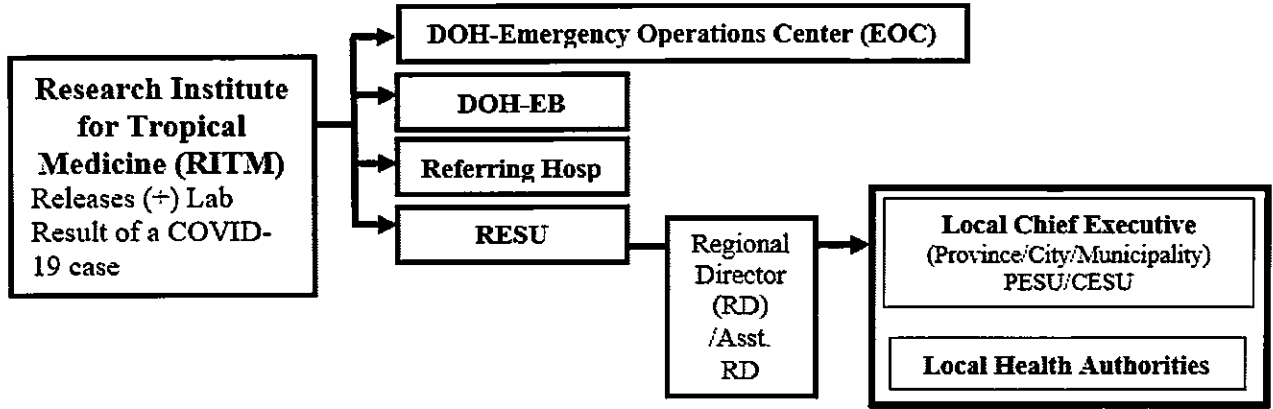 DOH-Emergency Operations Center (EOC)
Research Institute
for Tropical
Medicine (RITM)
Releases (+) Lab
Result of a COVID-
19 case
DOH-EB
Referring Hosp
RESU
Regional
Director
(RD)
/Asst.
RD
Local Chief Executive
(Province/City/Municipality)
PESU/CESU
Local Health Authorities